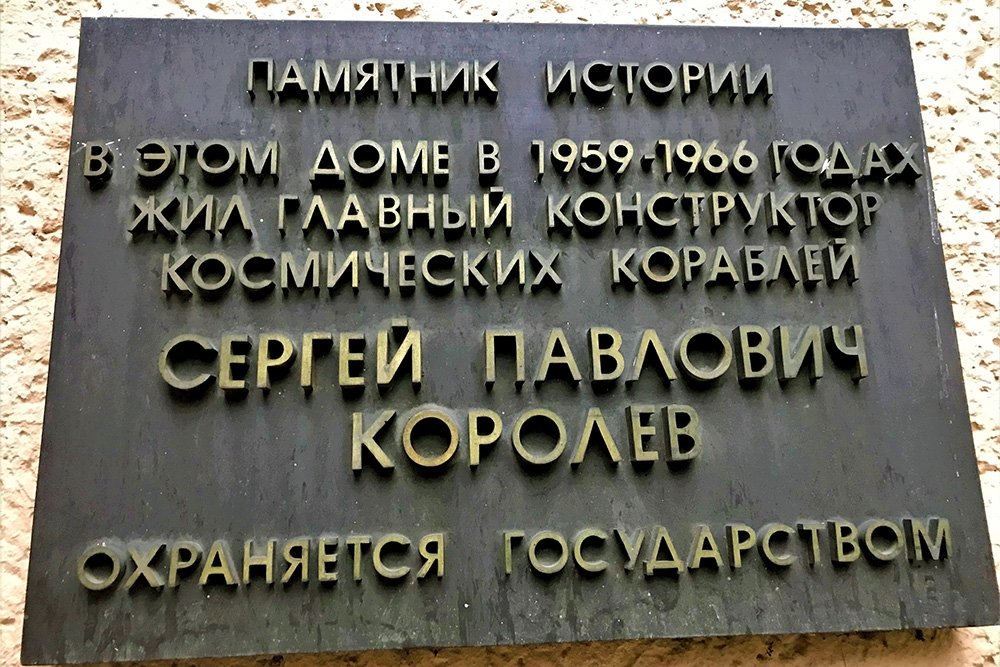 ПАМЯТНИК ИСТОРИИ
В ЭТОМ ДОМЕ В 1959-1966 ГОДАХ
ЖИЛ ГЛАВНЫЙ КОНСТРУКТОР
КОСМИЧЕСКИХ КОРАБЛЕЙ
СЕРГЕЙ ПАВЛОВИЧ
КОРОЛЕВ
ОХРАНЯЕТСЯ ГОСУДАРСТВОМ